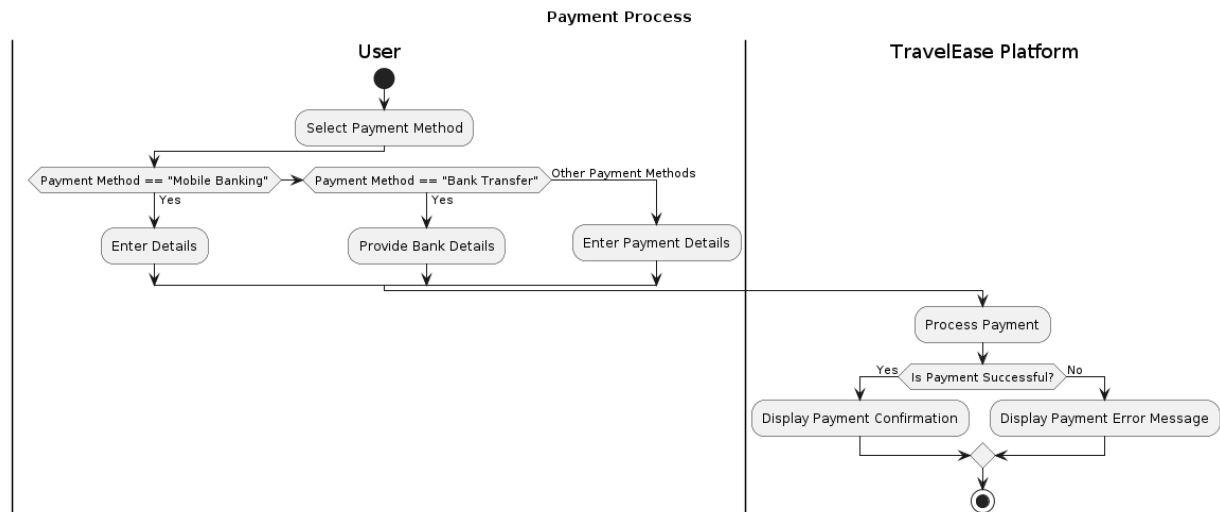 Payment Process
User
TravelEase Platform
Select Payment Method
Payment Method == "Mobile Banking"
Payment Method == "Bank Transfer"
Other Payment Methods
Yes
Yes
Enter Details
Provide Bank Details
Enter Payment Details
Process Payment
Yes
Is Payment Successful?
No
Display Payment Confirmation
Display Payment Error Message